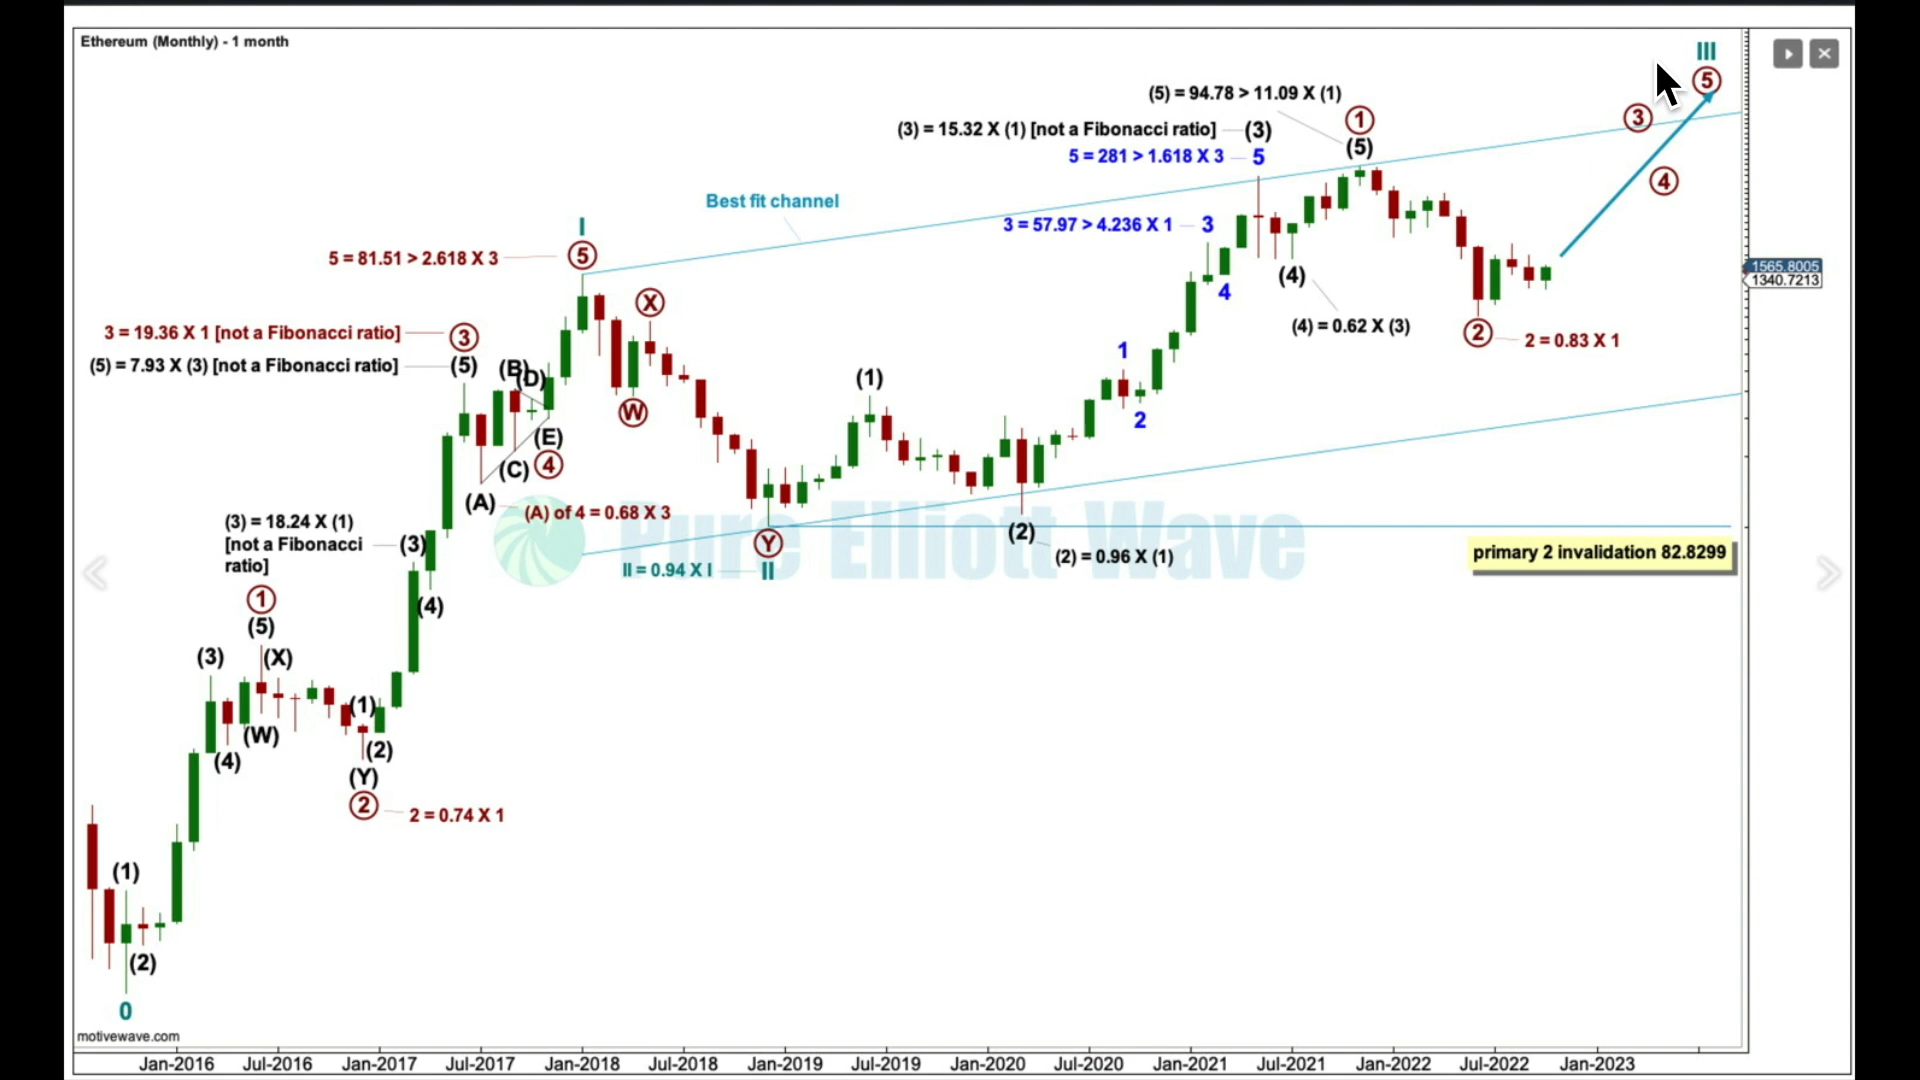 Ethereum (Monthly) - 1 month
III
5
(5) = 94.78 > 11.09 X (1)
3
1
(3) = 15.32 X (1) [not a Fibonacci ratio]
(3)
(5)
5 = 281 > 1.618 X 3
5
4
Best fit channel
I
3 = 57.97 > 4.236 X 1
3
5 = 81.51 > 2.618 X 3
5
1565.8005
1340.7213
(4)
4
X
(4) = 0.62 X (3)
3 = 19.36 X 1 [not a Fibonacci ratio]
3
2
2 = 0.83 X 1
1
(5) = 7.93 X (3) [not a Fibonacci ratio]
(5)
(B)
(D)
(1)
W
2
(E)
(C)
4
(A)
(A) of 4 = 0.68 X 3
Pure Elliott Wave
(3) = 18.24 X (1)
[not a Fibonacci
ratio]
(3)
Y
II = 0.94 X I
II
(2)
(2) = 0.96 X (1)
primary 2 invalidation 82.8299
1
(5)
(4)
(3)
(X)
(1)
(W)
(4)
(2)
(Y)
2
2 = 0.74 X 1
(1)
(2)
0
motivewave.com
Jan-2016
Jul-2016
Jan-2017
Jul-2017
Jan-2018
Jul-2018
Jan-2019
Jul-2019
Jan-2020
Jul-2020
Jan-2021
Jul-2021
Jan-2022
Jul-2022
Jan-2023